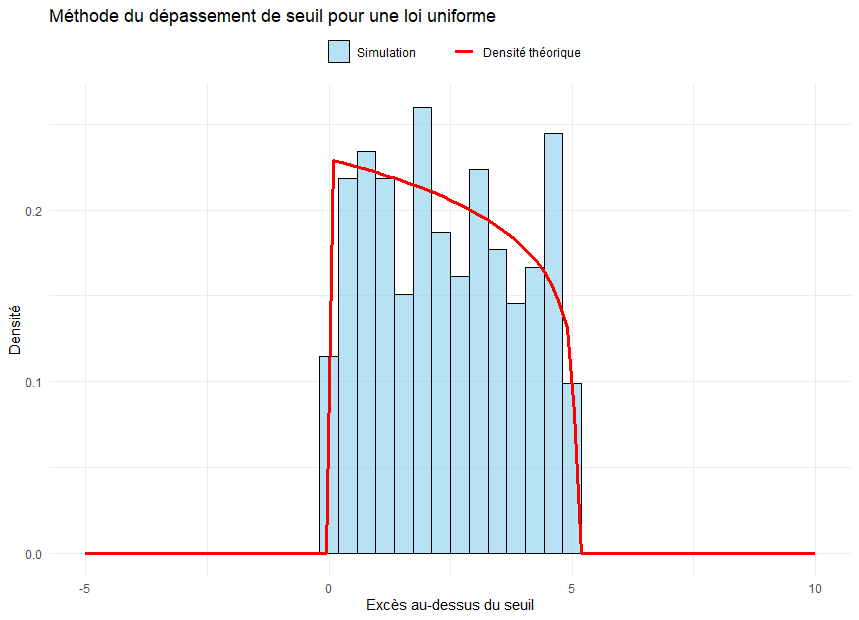 Méthode du dépassement de seuil pour une loi uniforme
Simulation
Densité théorique
Densité
0.2
0.1
0.0
-5
0
5
10
Excès au-dessus du seuil